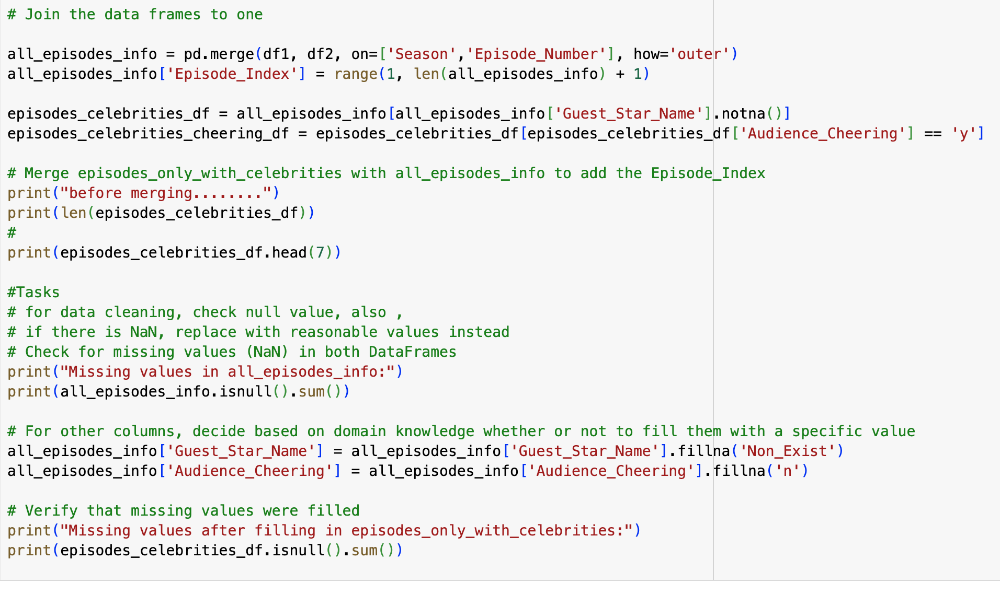 # Join the data frames to one
all_episodes_info = pd.merge(df1, df2, on=['Season','Episode_Number'], how='outer')
all_episodes_info['Episode_Index'] = range(1, len(all_episodes_info) + 1)
episodes_celebrities_df = all_episodes_info[all_episodes_info['Guest_Star_Name'].notna()]
episodes_celebrities_cheering_df = episodes_celebrities_df[episodes_celebrities_df['Audience_Cheering'] == 'y']
# Merge episodes_only_with_celebrities with all_episodes_info to add the Episode_Index
print("before merging........")
print(len(episodes_celebrities_df))
#
print(episodes_celebrities_df.head(7))
#Tasks
# for data cleaning, check null value, also ,
# if there is NaN, replace with reasonable values instead
# Check for missing values (NaN) in both DataFrames
print("Missing values in all_episodes_info:")
print(all_episodes_info.isnull().sum())
# For other columns, decide based on domain knowledge whether or not to fill them with a specific value
all_episodes_info['Guest_Star_Name'] = all_episodes_info['Guest_Star_Name'].fillna('Non_Exist')
all_episodes_info['Audience_Cheering'] = all_episodes_info['Audience_Cheering'].fillna('n')
# Verify that missing values were filled
print("Missing values after filling in episodes_only_with_celebrities:")
print(episodes_celebrities_df.isnull().sum())